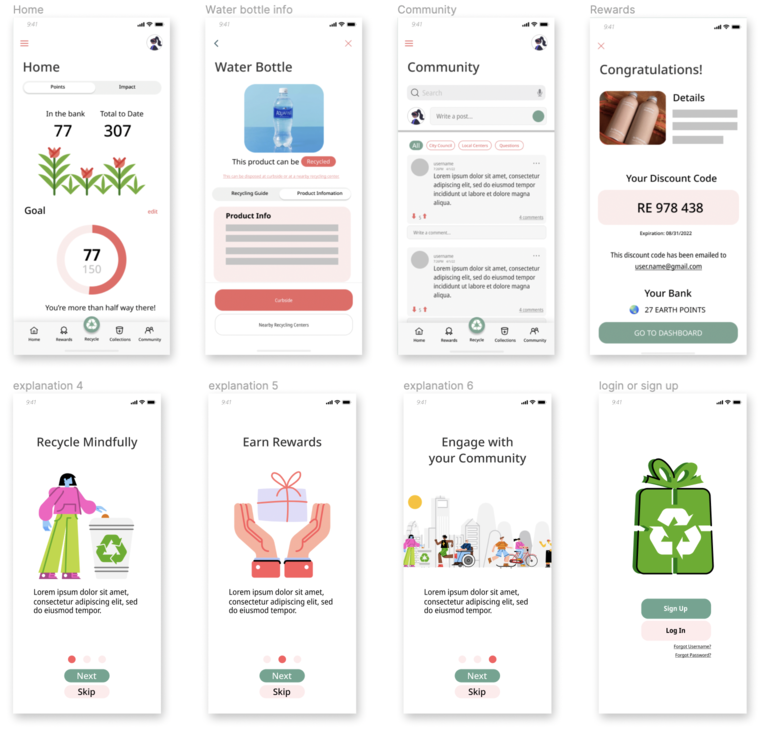 Home
9:41
Home
Points Impact
In the bank Total to Date
77 307
Goal edit
77
150
You're more than half way there!
Home Rewards Recycle Collections Community
Water bottle info
9:41
Water Bottle
This product can be Recycled
Recycling Guide Product Infomation
Product Info
Curbside
Nearby Recycling Centers
Community
9:41
Community
Search
Write a post...
All City Council Local Centers Questions
username
Lorem ipsum dolor sit amet,
consectetur adipiscing elit, sed
do eiusmod tempor incididunt
ut labore et dolore magna
aliqua.
5 6 comments
Write a comment...
username
Lorem ipsum dolor sit amet,
consectetur adipiscing elit, sed
do eiusmod tempor incididunt
ut labore et dolore magna
aliqua.
5 6 comments
Home Rewards Recycle Collections Community
Rewards
9:41
Congratulations!
Details
Your Discount Code
RE 978 438
Expiration: 08/31/2022
This discount code has been emailed to
user.name@gmail.com
Your Bank
27 EARTH POINTS
GO TO DASHBOARD
explanation 4
9:41
Recycle Mindfully
Lorem ipsum dolor sit amet,
consectetur adipiscing elit, sed
do eiusmod tempor.
Next
Skip
explanation 5
9:41
Earn Rewards
Lorem ipsum dolor sit amet,
consectetur adipiscing elit, sed
do eiusmod tempor.
Next
Skip
explanation 6
9:41
Engage with
your Community
Lorem ipsum dolor sit amet,
consectetur adipiscing elit, sed
do eiusmod tempor.
Next
Skip
login or sign up
9:41
Sign Up
Log In
Forgot Username?
Forgot Password?